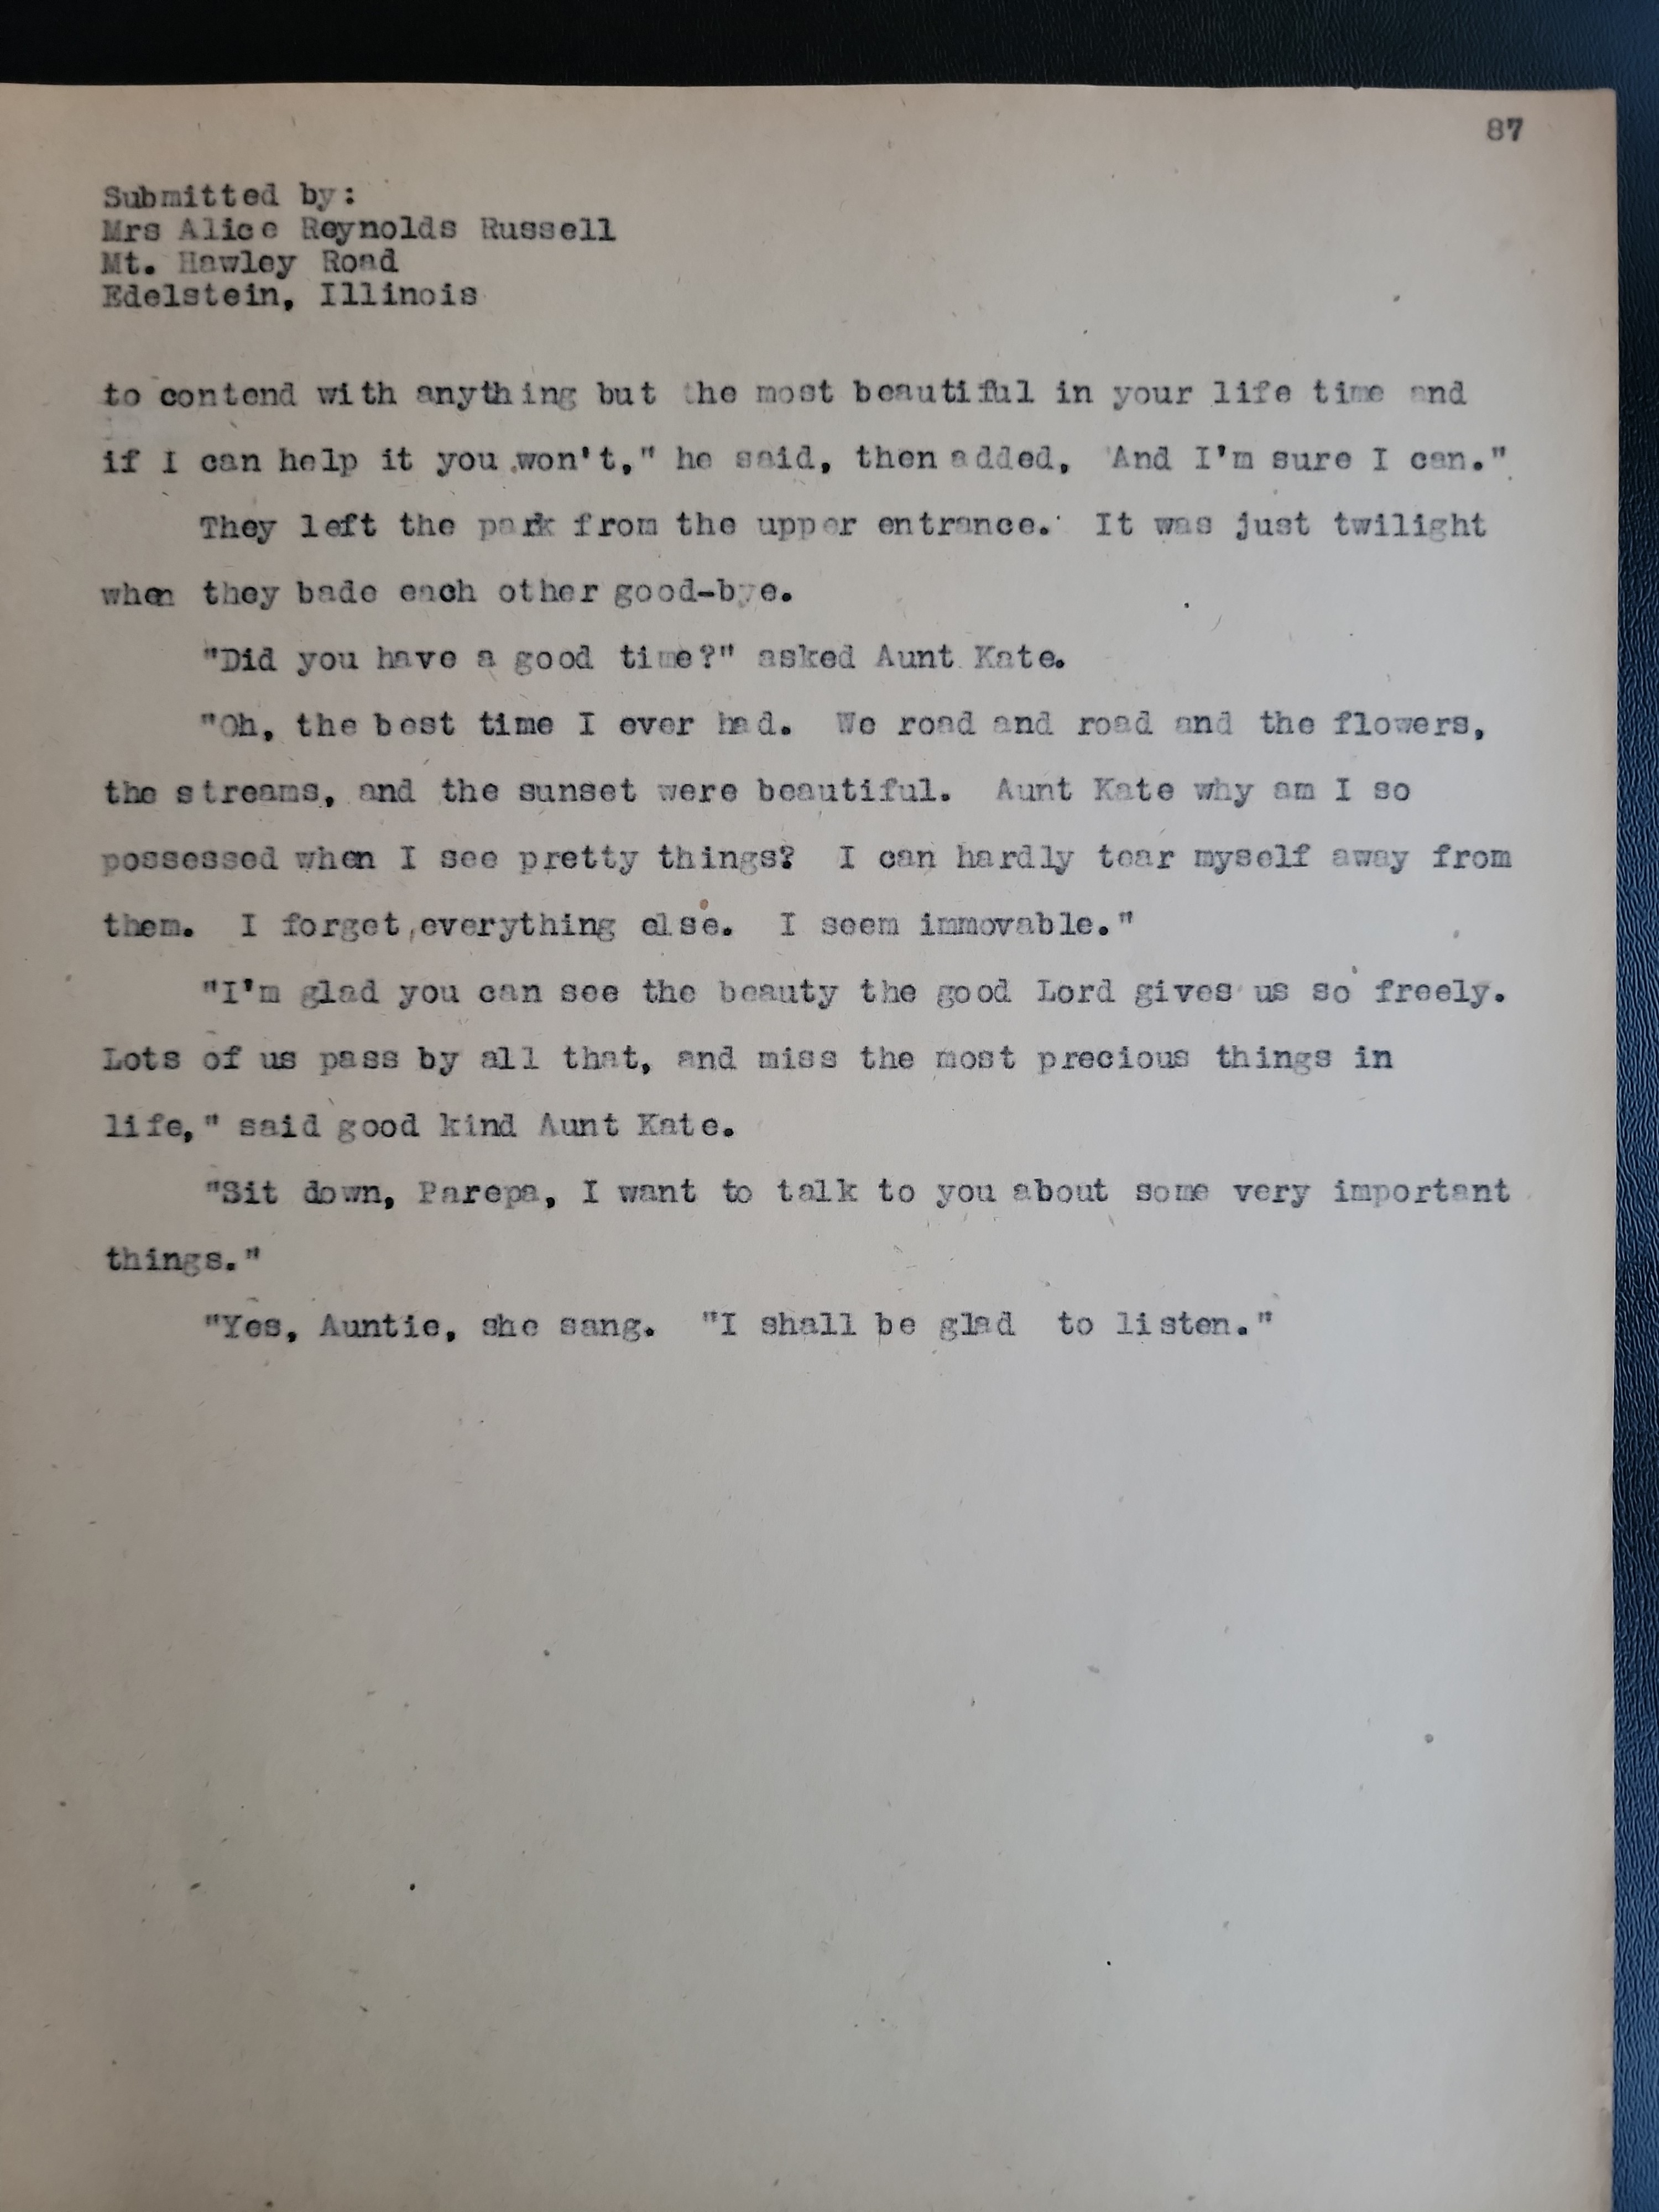 87
Submitted by:
Mrs Alice Reynolds Russell
Mt. Hawley Road
Edelstein, Illinois
to contend with anything but the most beautiful in your life time and
if I can help it you won't," he said, then added, "And I'm sure I can."
They left the park from the upper entrance. It was just twilight
when they bade each other good-bye.
"Did you have a good time?" asked Aunt Kate.
"Oh, the best time I ever had. We road and road and the flowers,
the streams, and the sunset were beautiful. Aunt Kate why am I so
possessed when I see pretty things? I can hardly tear myself away from
them. I forget everything else. I seem immovable."
"I'm glad you can see the beauty the good Lord gives us so freely.
Lots of us pass by all that, and miss the most precious things in
life," said good kind Aunt Kate.
"Sit down, Parepa, I want to talk to you about some very important
things."
"Yes, Auntie, she sang. "I shall be glad to listen."